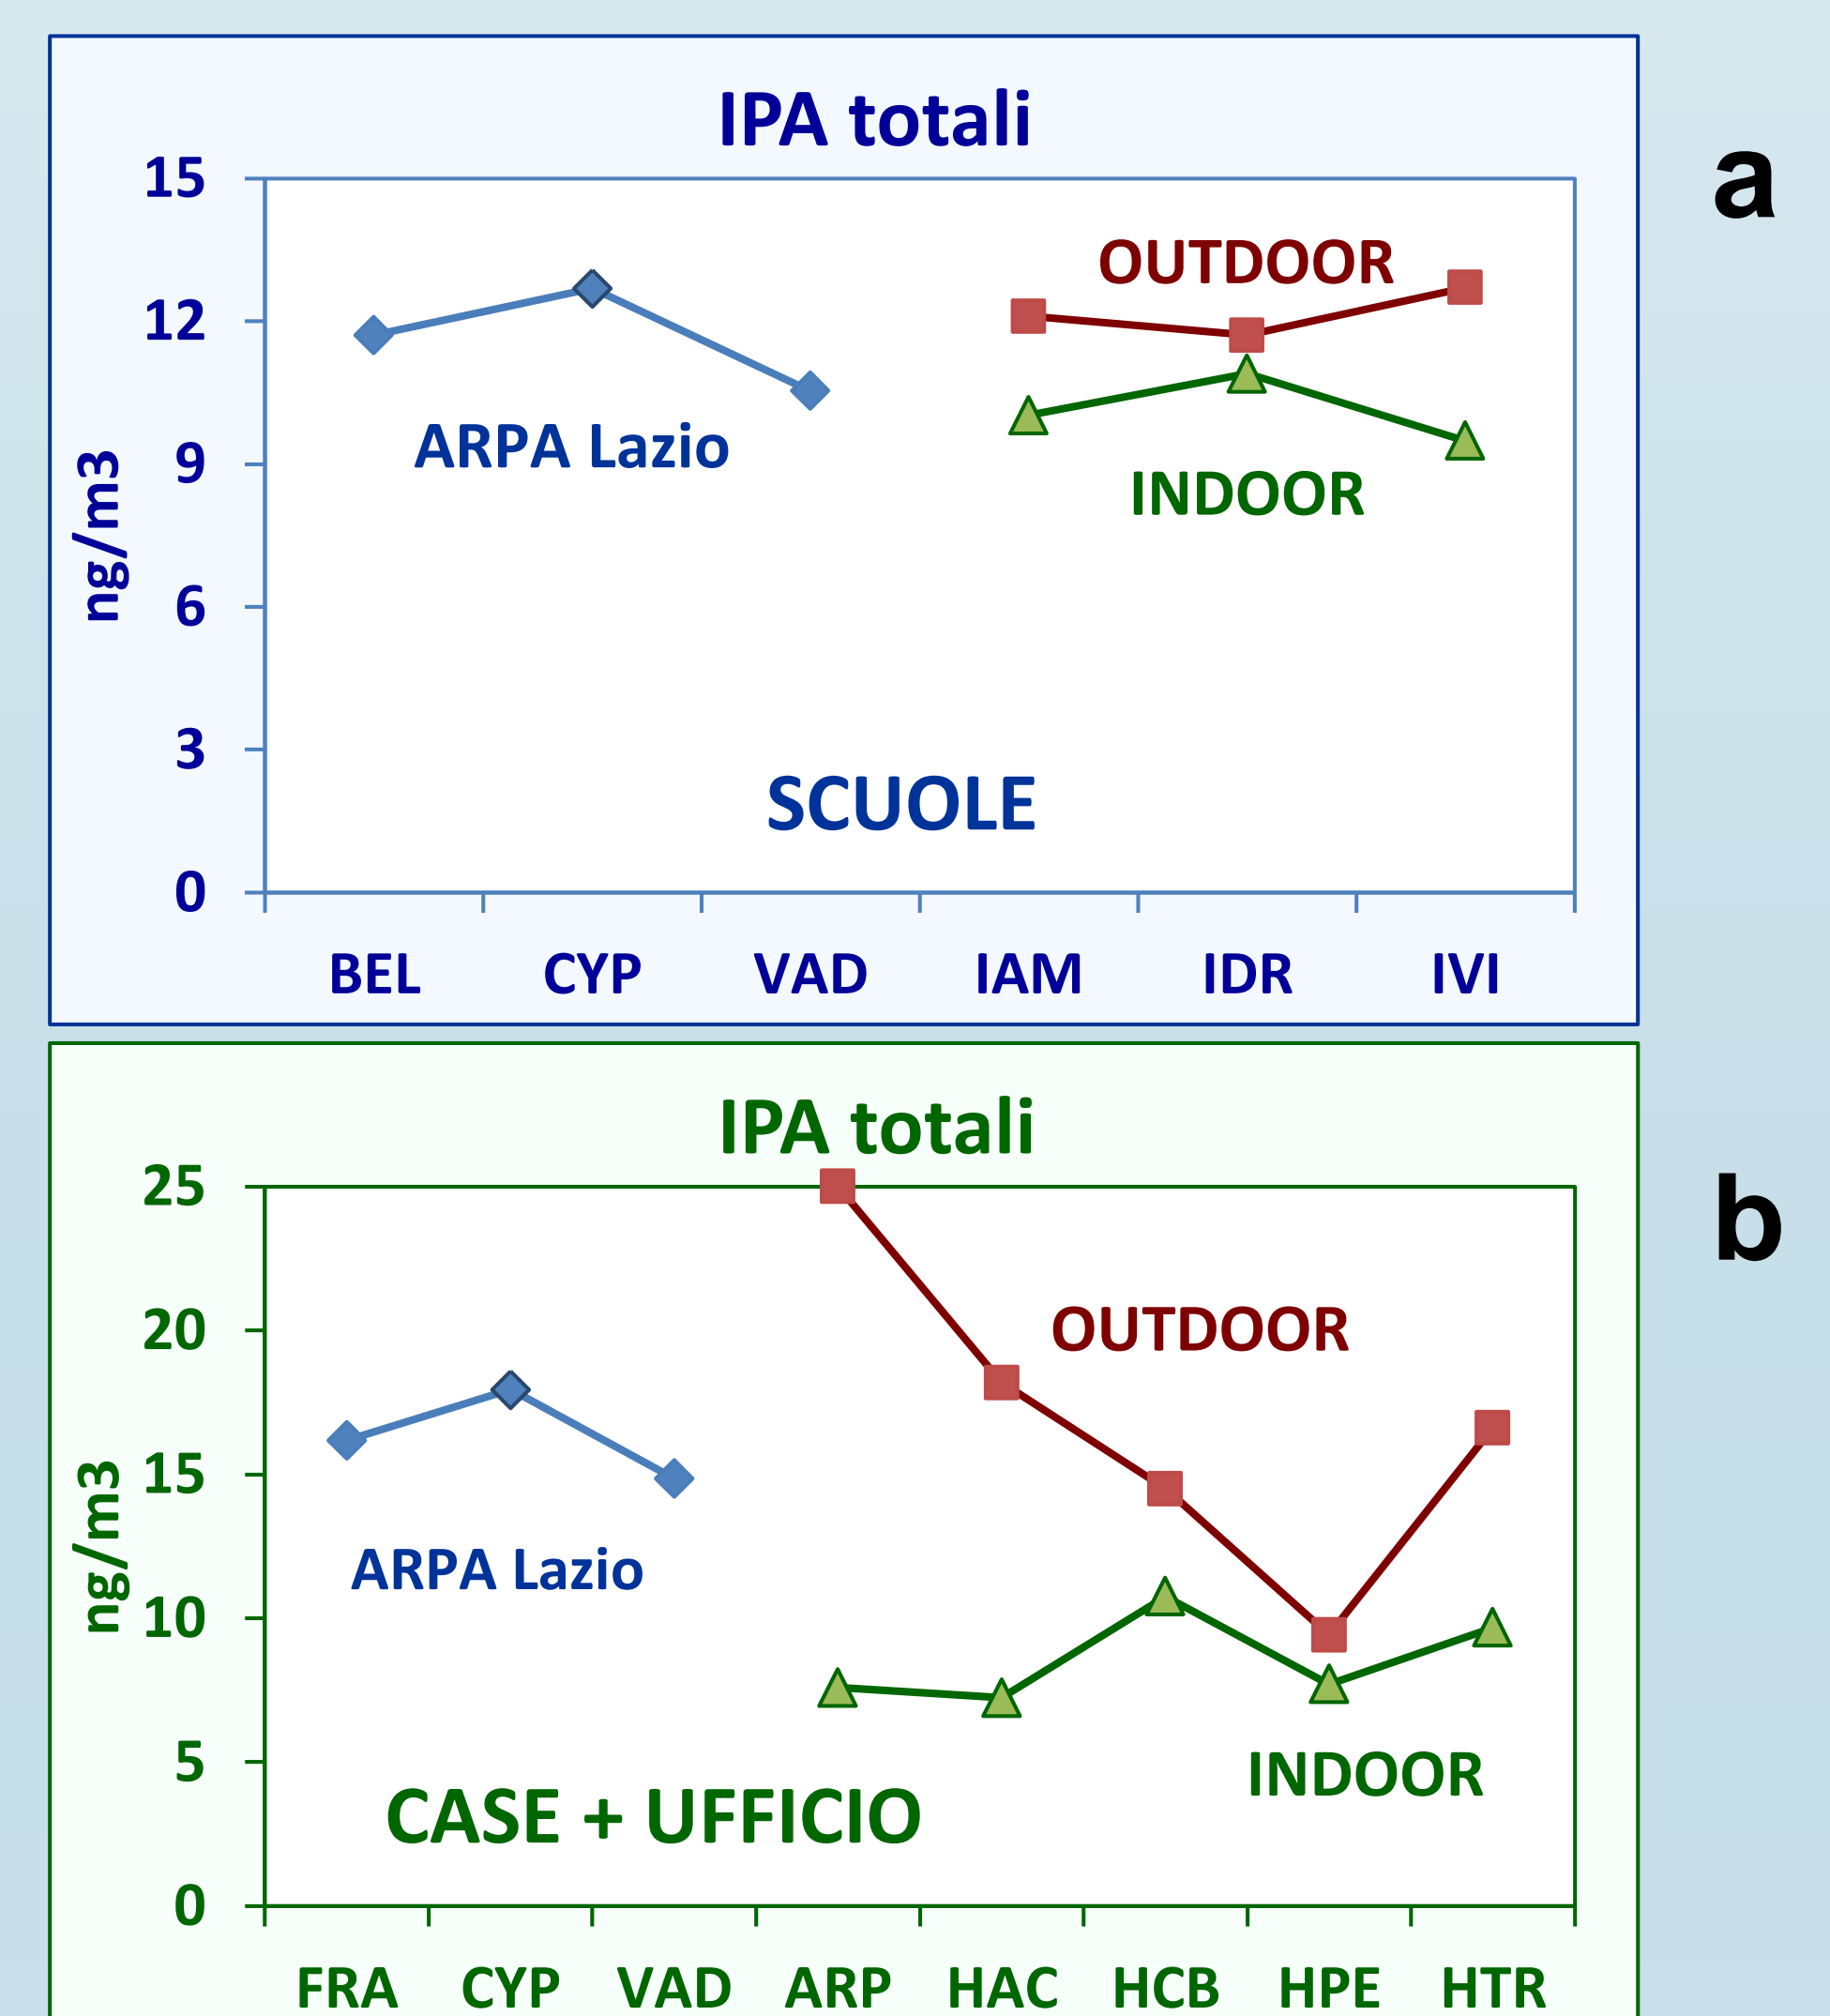 IPA totali
a
15
OUTDOOR
12
ARPA Lazio
9
INDOOR
ng/m3
6
3
SCUOLE
0
BEL CYP VAD IAM IDR IVI
IPA totali
b
25
20
OUTDOOR
15
ng/m3
ARPA Lazio
10
5
INDOOR
CASE + UFFICIO
0
FRA CYP VAD ARP HAC HCB HPE HTR